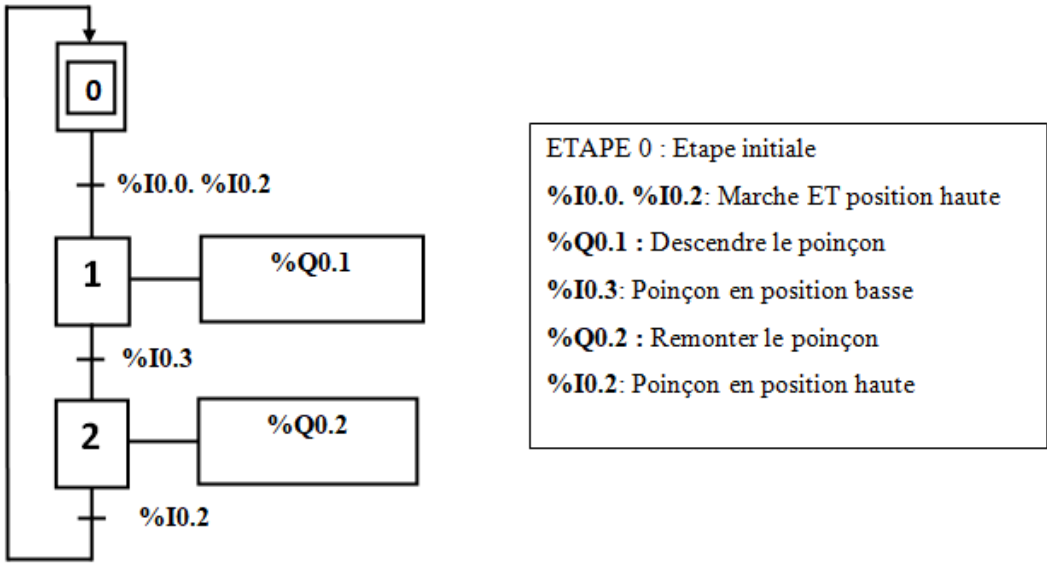 0
%I0.0. %I0.2
1
%Q0.1
%I0.3
2
%Q0.2
%I0.2
ETAPE 0 : Etape initiale
%I0.0. %I0.2: Marche ET position haute
%Q0.1 : Descendre le poinçon
%I0.3: Poinçon en position basse
%Q0.2 : Remonter le poinçon
%I0.2: Poinçon en position haute